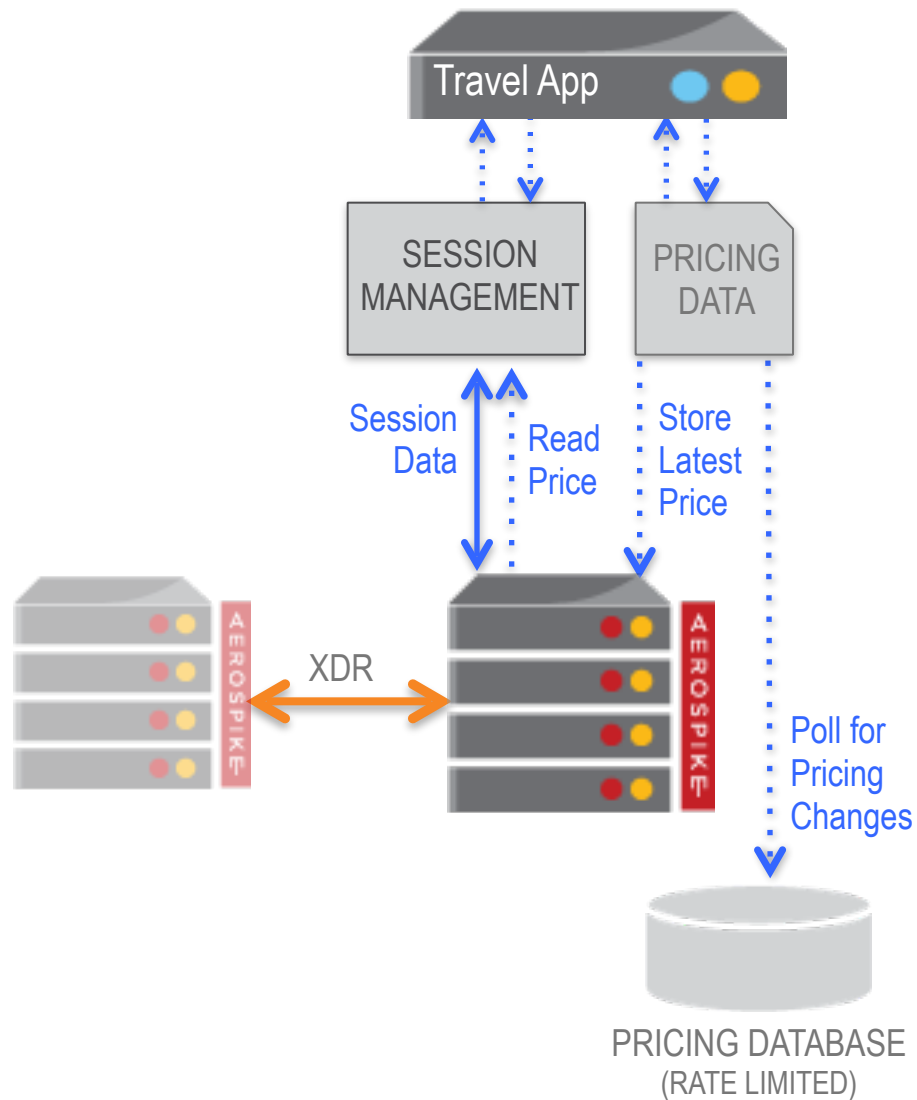 Travel App
SESSION
MANAGEMENT
PRICING
DATA
Session
Data
Read
Price
Store
Latest
Price
AEROSPIKE
XDR
AEROSPIKE
Poll for
Pricing
Changes
PRICING DATABASE
(RATE LIMITED)